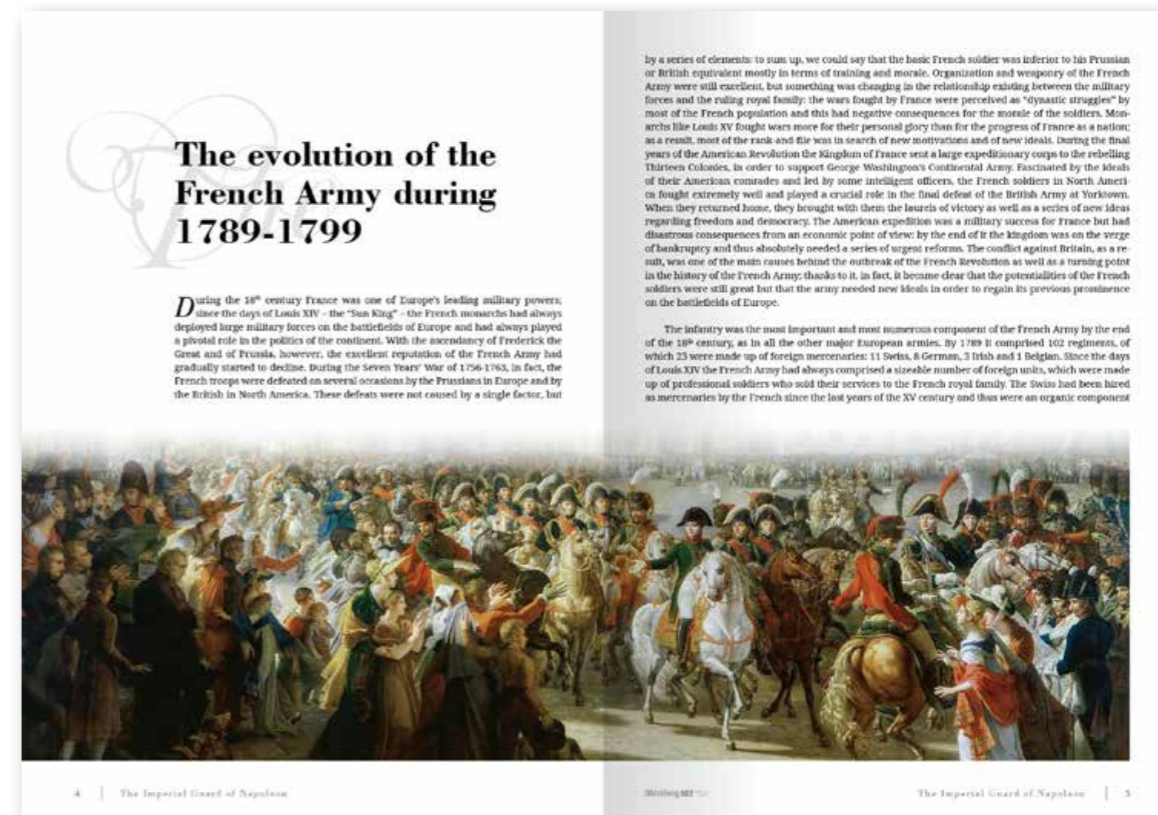 The evolution of the
French Army during
1789-1799
During the 18th century France was one of Europe's leading military powers;
since the days of Louis XIV – the "Sun King" – the French monarchs had always
deployed large military forces on the battlefields of Europe and had always played
a pivotal role in the politics of the continent. With the ascendancy of Frederick the
Great and of Prussia, however, the excellent reputation of the French Army had
gradually started to decline. During the Seven Years' War of 1756-1763, in fact, the
French troops were defeated on several occasions by the Prussians in Europe and by
the British in North America. These defeats were not caused by a single factor, but
4 | The Imperial Guard of Napoleon
by a series of elements: to sum up, we could say that the basic French soldier was inferior to his Prussian
or British equivalent mostly in terms of training and morale. Organization and weaponry of the French
Army were still excellent, but something was changing in the relationship existing between the military
forces and the ruling royal family: the wars fought by France were perceived as "dynastic struggles" by
most of the French population and this had negative consequences for the morale of the soldiers. Mon-
archs like Louis XV fought wars more for their personal glory than for the progress of France as a nation;
as a result, most of the rank-and-file was in search of new motivations and of new ideals. During the final
years of the American Revolution the Kingdom of France sent a large expeditionary corps to the rebelling
Thirteen Colonies, in order to support George Washington's Continental Army. Fascinated by the ideals
of their American comrades and led by some intelligent officers, the French soldiers in North Ameri-
ca fought extremely well and played a crucial role in the final defeat of the British Army at Yorktown.
When they returned home, they brought with them the laurels of victory as well as a series of new ideas
regarding freedom and democracy. The American expedition was a military success for France but had
disastrous consequences from an economic point of view: by the end of it the kingdom was on the verge
of bankruptcy and thus absolutely needed a series of urgent reforms. The conflict against Britain, as a re-
sult, was one of the main causes behind the outbreak of the French Revolution as well as a turning point
in the history of the French Army; thanks to it, in fact, it became clear that the potentialities of the French
soldiers were still great but that the army needed new ideals in order to regain its previous prominence
on the battlefields of Europe.
The infantry was the most important and most numerous component of the French Army by the end
of the 18th century, as in all the other major European armies. By 1789 it comprised 102 regiments, of
which 23 were made up of foreign mercenaries: 11 Swiss, 8 German, 3 Irish and 1 Belgian. Since the days
of Louis XIV the French Army had always comprised a sizeable number of foreign units, which were made
up of professional soldiers who sold their services to the French royal family. The Swiss had been hired
as mercenaries by the French since the last years of the XV century and thus were an organic component
The Imperial Guard of Napoleon | 5